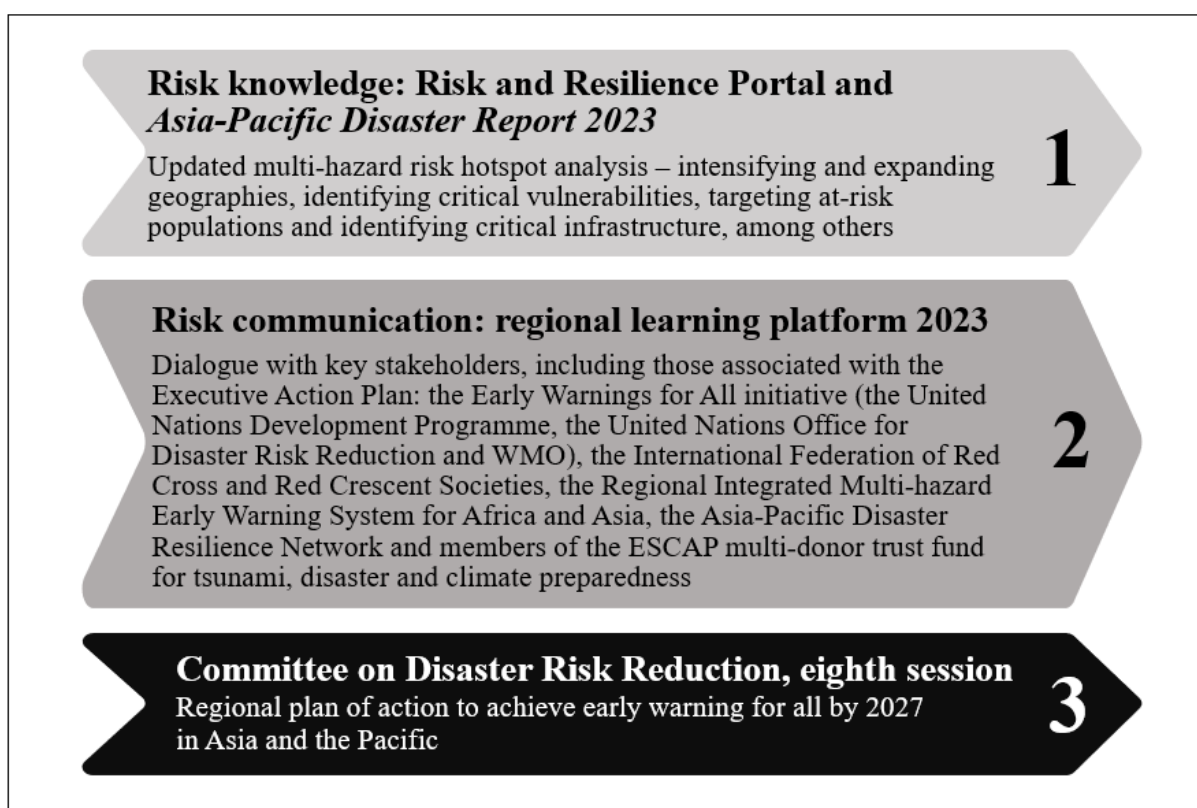 Risk knowledge: Risk and Resilience Portal and
Asia-Pacific Disaster Report 2023
Updated multi-hazard risk hotspot analysis – intensifying and expanding
geographies, identifying critical vulnerabilities, targeting at-risk
populations and identifying critical infrastructure, among others
1
Risk communication: regional learning platform 2023
Dialogue with key stakeholders, including those associated with the
Executive Action Plan: the Early Warnings for All initiative (the United
Nations Development Programme, the United Nations Office for
Disaster Risk Reduction and WMO), the International Federation of Red
Cross and Red Crescent Societies, the Regional Integrated Multi-hazard
Early Warning System for Africa and Asia, the Asia-Pacific Disaster
Resilience Network and members of the ESCAP multi-donor trust fund
for tsunami, disaster and climate preparedness
2
Committee on Disaster Risk Reduction, eighth session
Regional plan of action to achieve early warning for all by 2027
in Asia and the Pacific
3